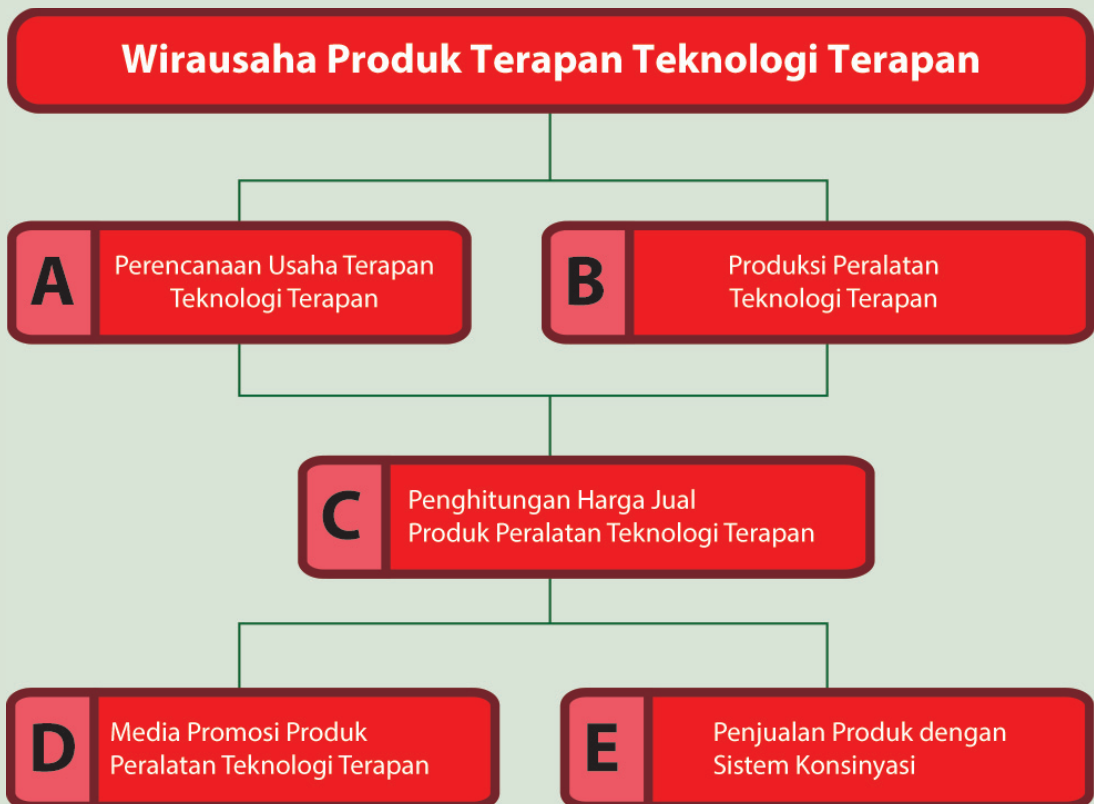 Wirausaha Produk Terapan Teknologi Terapan
A
Perencanaan Usaha Terapan
Teknologi Terapan
B
Produksi Peralatan
Teknologi Terapan
C
Penghitungan Harga Jual
Produk Peralatan Teknologi Terapan
D
Media Promosi Produk
Peralatan Teknologi Terapan
E
Penjualan Produk dengan
Sistem Konsinyasi